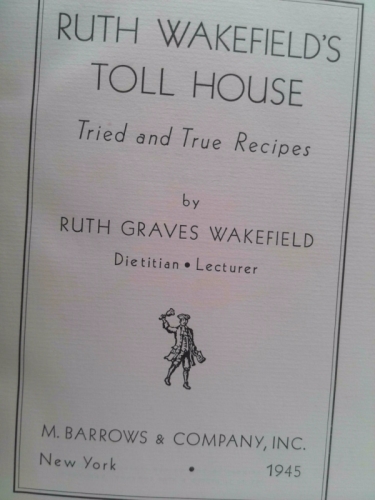 RUTH WAKEFIELD'S
TOLL HOUSE
Tried and True Recipes
by
RUTH GRAVES WAKEFIELD
Dietitian • Lecturer
M. BARROWS & COMPANY, INC.
New York • 1945